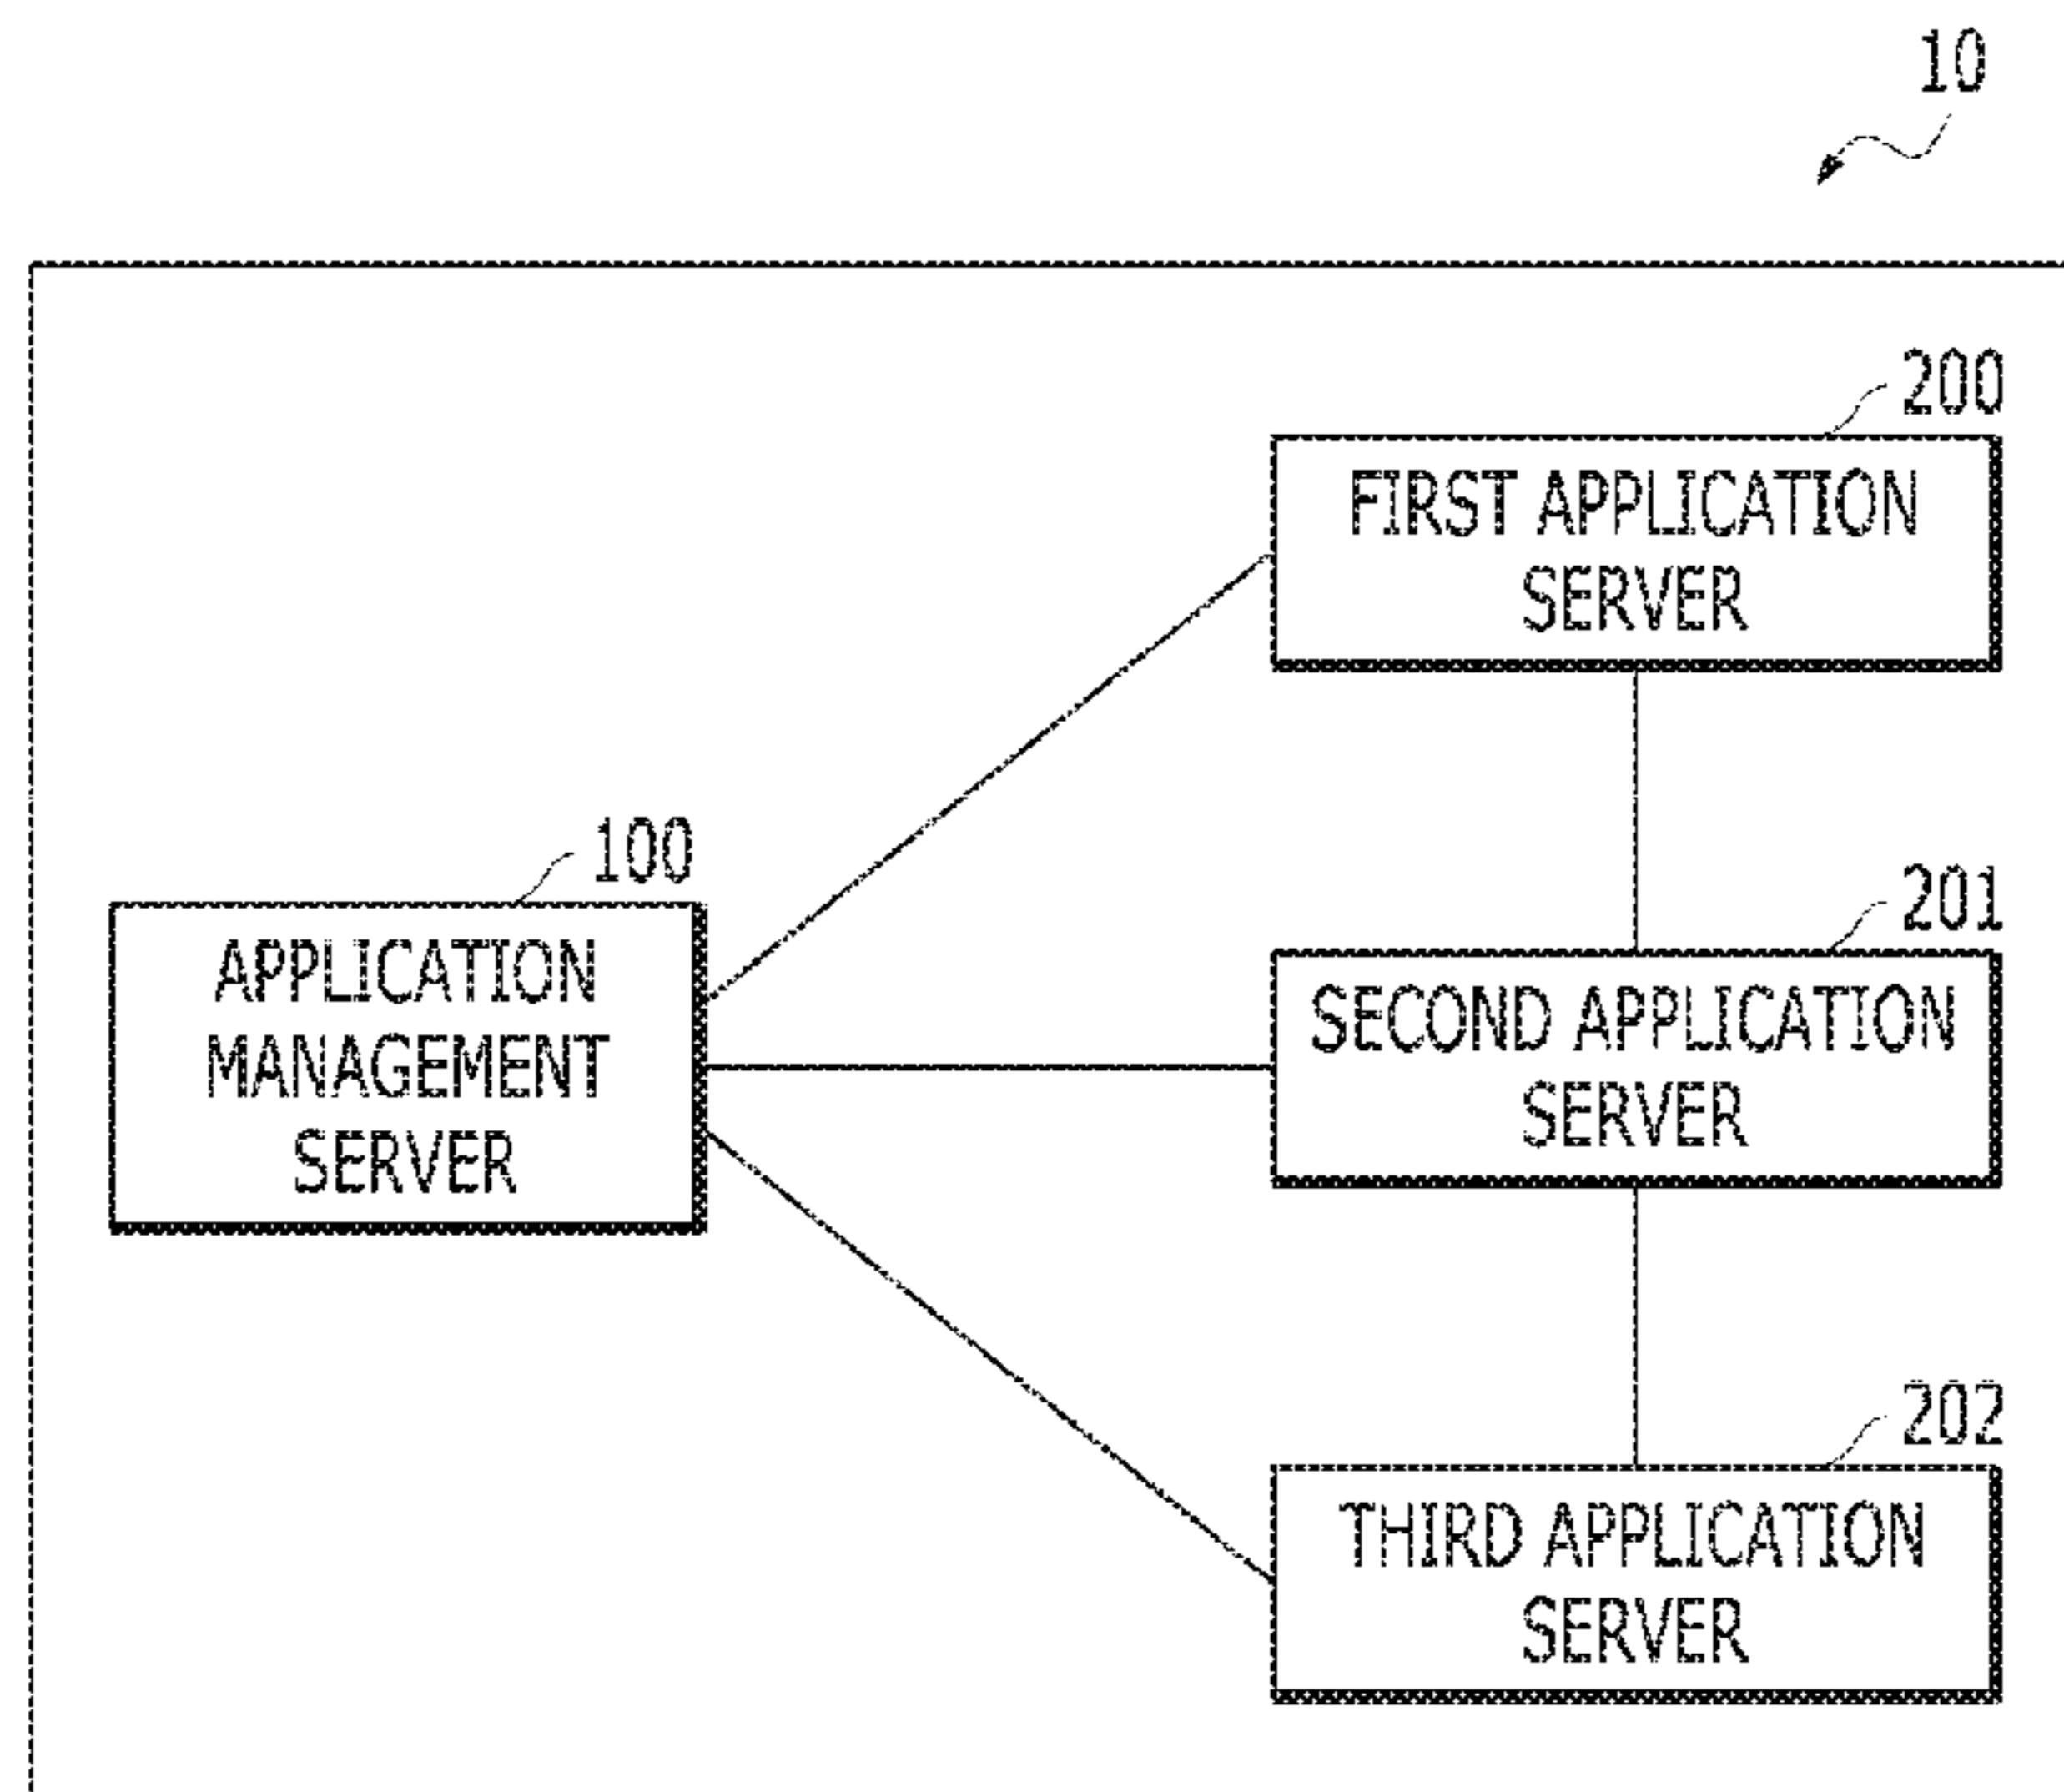 10
200
FIRST APPLICATION
SERVER
100
APPLICATION
MANAGEMENT
SERVER
201
SECOND APPLICATION
SERVER
202
THIRD APPLICATION
SERVER